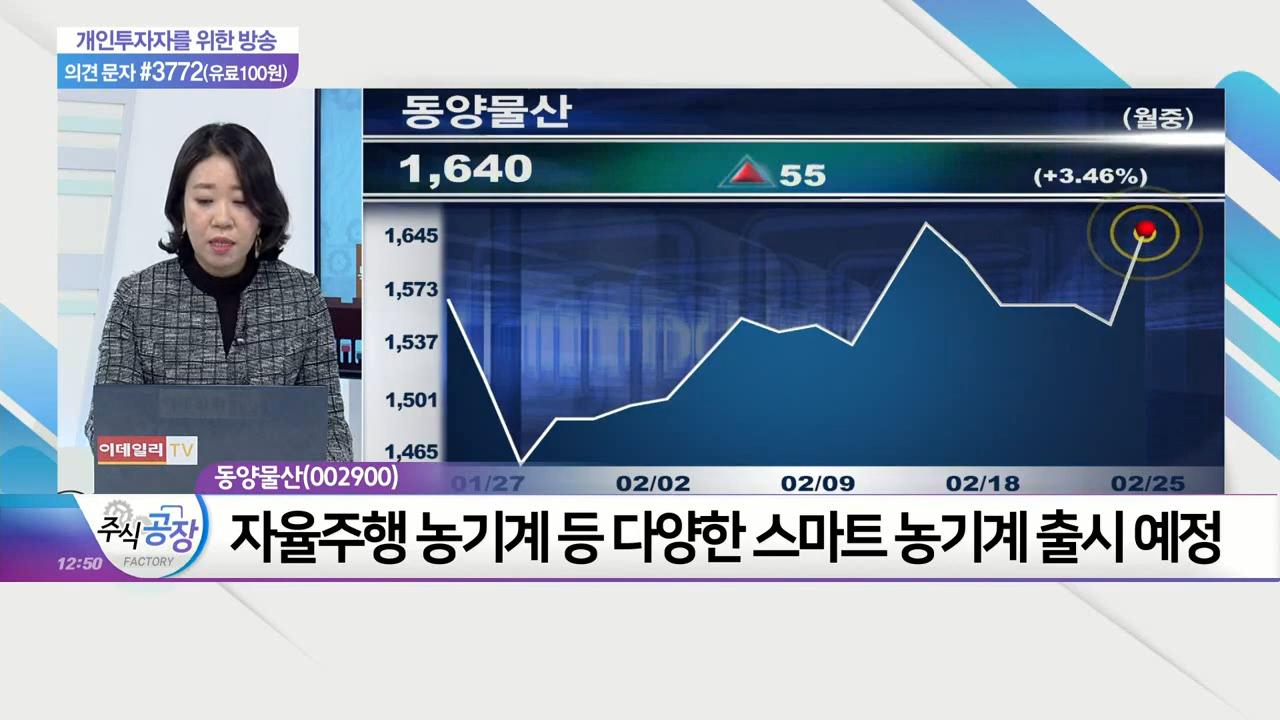 개인투자자를 위한 방송
의견 문자 #3772(유료100원)
동양물산
(월중)
1,640
55
(+3.46%)
1,645
1,573
1,537
1,501
1,465
01/27
02/02
02/09
02/18
02/25
이데일리 TV
동양물산(002900)
주식공장
FACTORY
12:50
자율주행 농기계 등 다양한 스마트 농기계 출시 예정